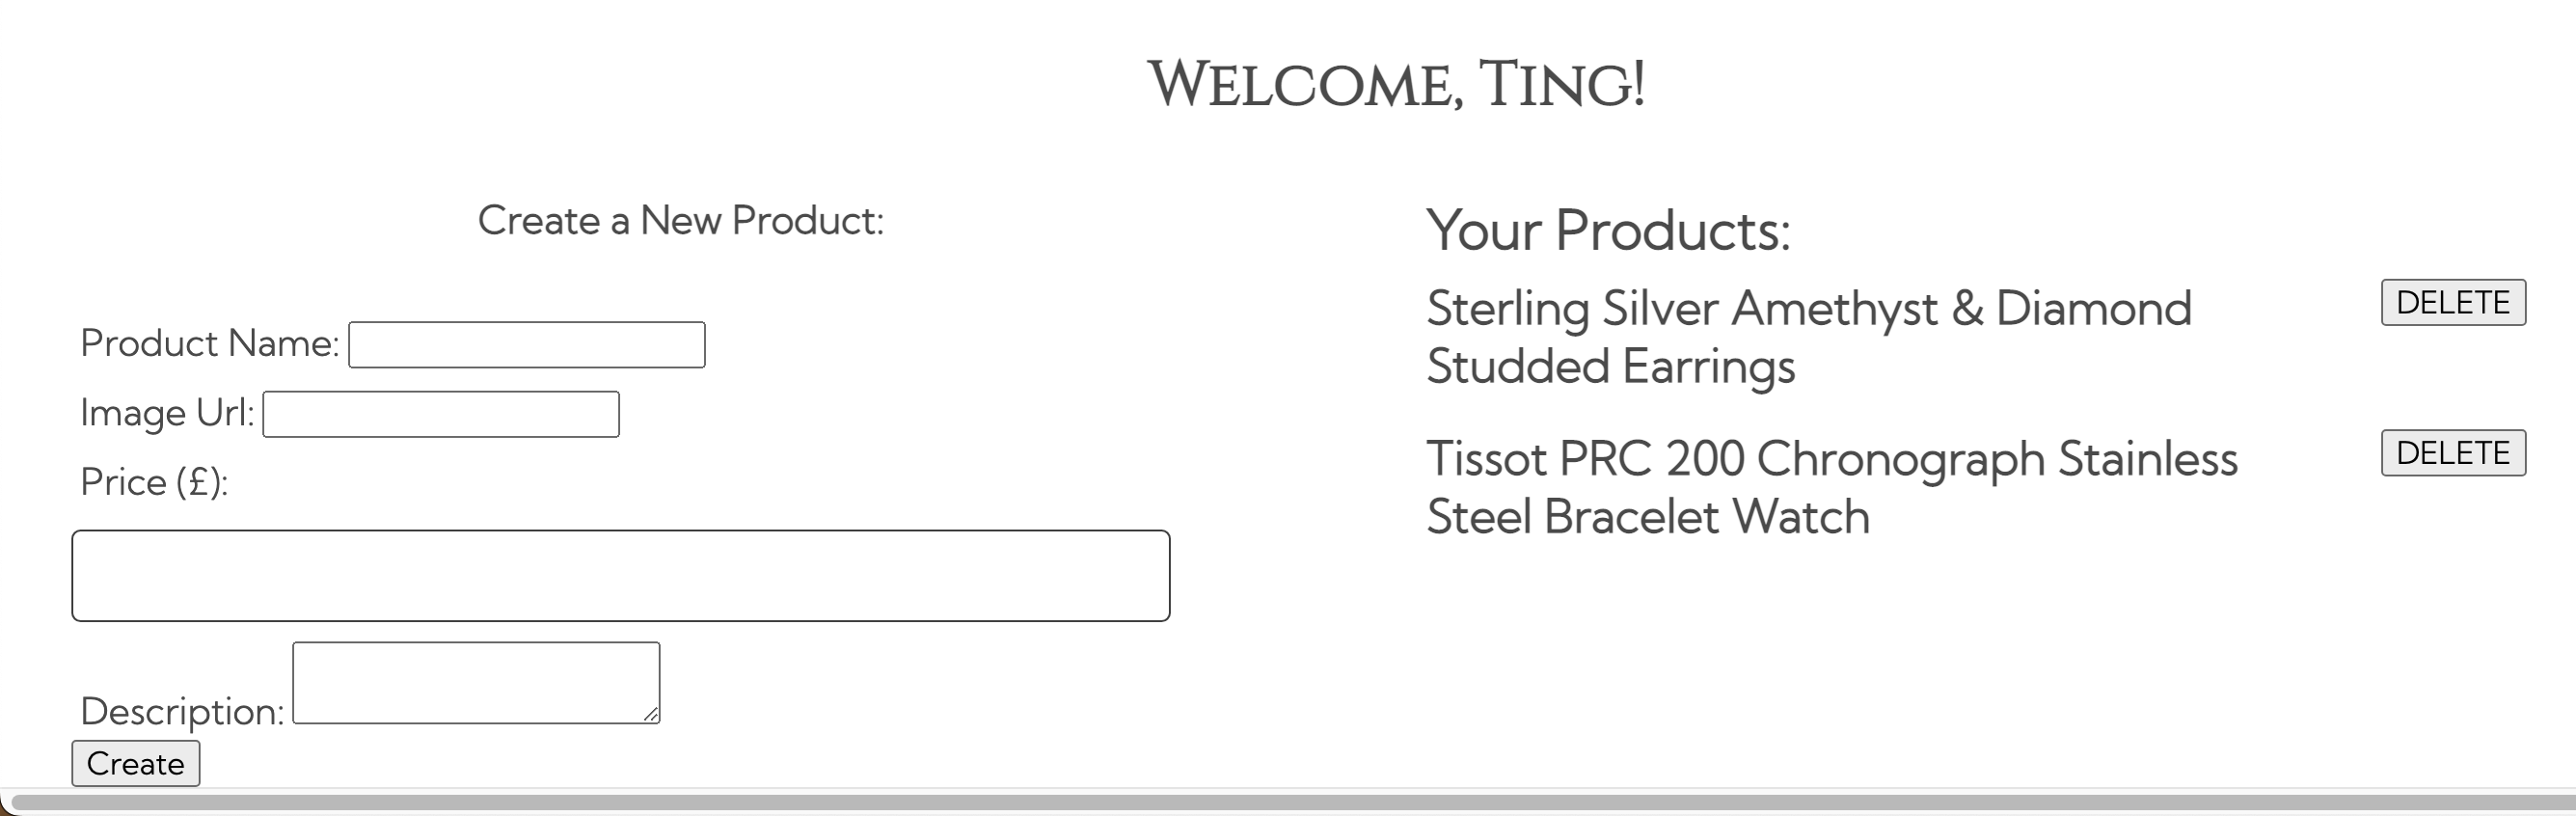 Welcome, Ting!
Create a New Product:
Product Name:
Image Url:
Price (£):
Description:
Create
Your Products:
Sterling Silver Amethyst & Diamond
Studded Earrings
DELETE
Tissot PRC 200 Chronograph Stainless
Steel Bracelet Watch
DELETE